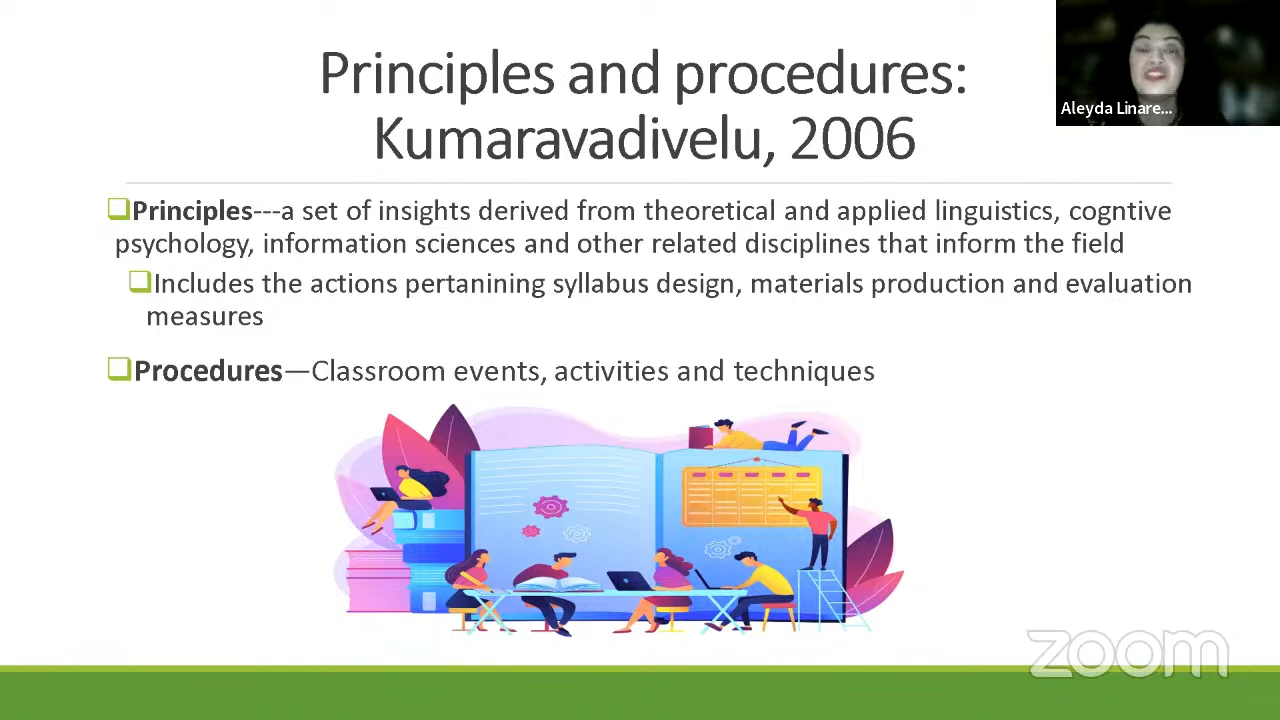 Principles and procedures:
Kumaravadivelu, 2006
Aleyda Linare...
Principles---a set of insights derived from theoretical and applied linguistics, cogntive
psychology, information sciences and other related disciplines that inform the field
Includes the actions pertanining syllabus design, materials production and evaluation
measures
Procedures—Classroom events, activities and techniques
zoom